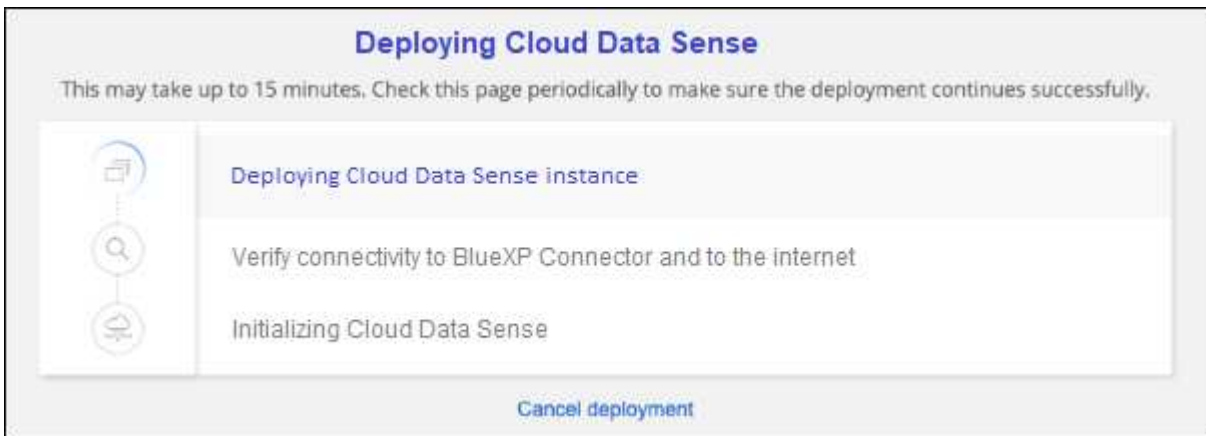 Deploying Cloud Data Sense
This may take up to 15 minutes. Check this page periodically to make sure the deployment continues successfully.
Deploying Cloud Data Sense instance
Verify connectivity to BlueXP Connector and to the internet
Initializing Cloud Data Sense
Cancel deployment